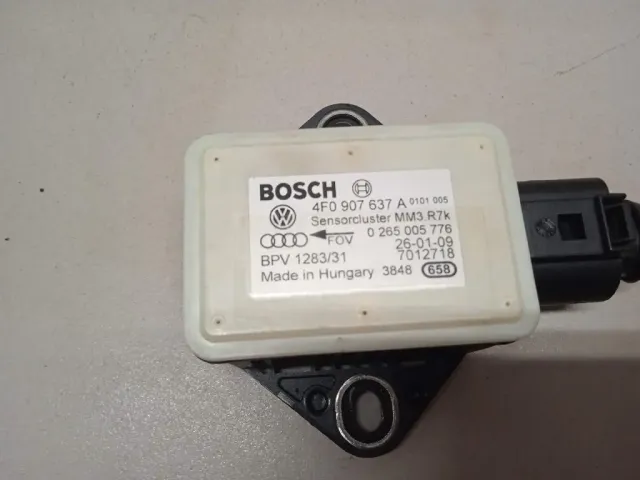 BOSCH
4F0 907 637 A 0101 005
Sensorcluster MM3.R7k
FOV 0 265 005 776
26-01-09
BPV 1283/31 7012718
Made in Hungary 3848 658